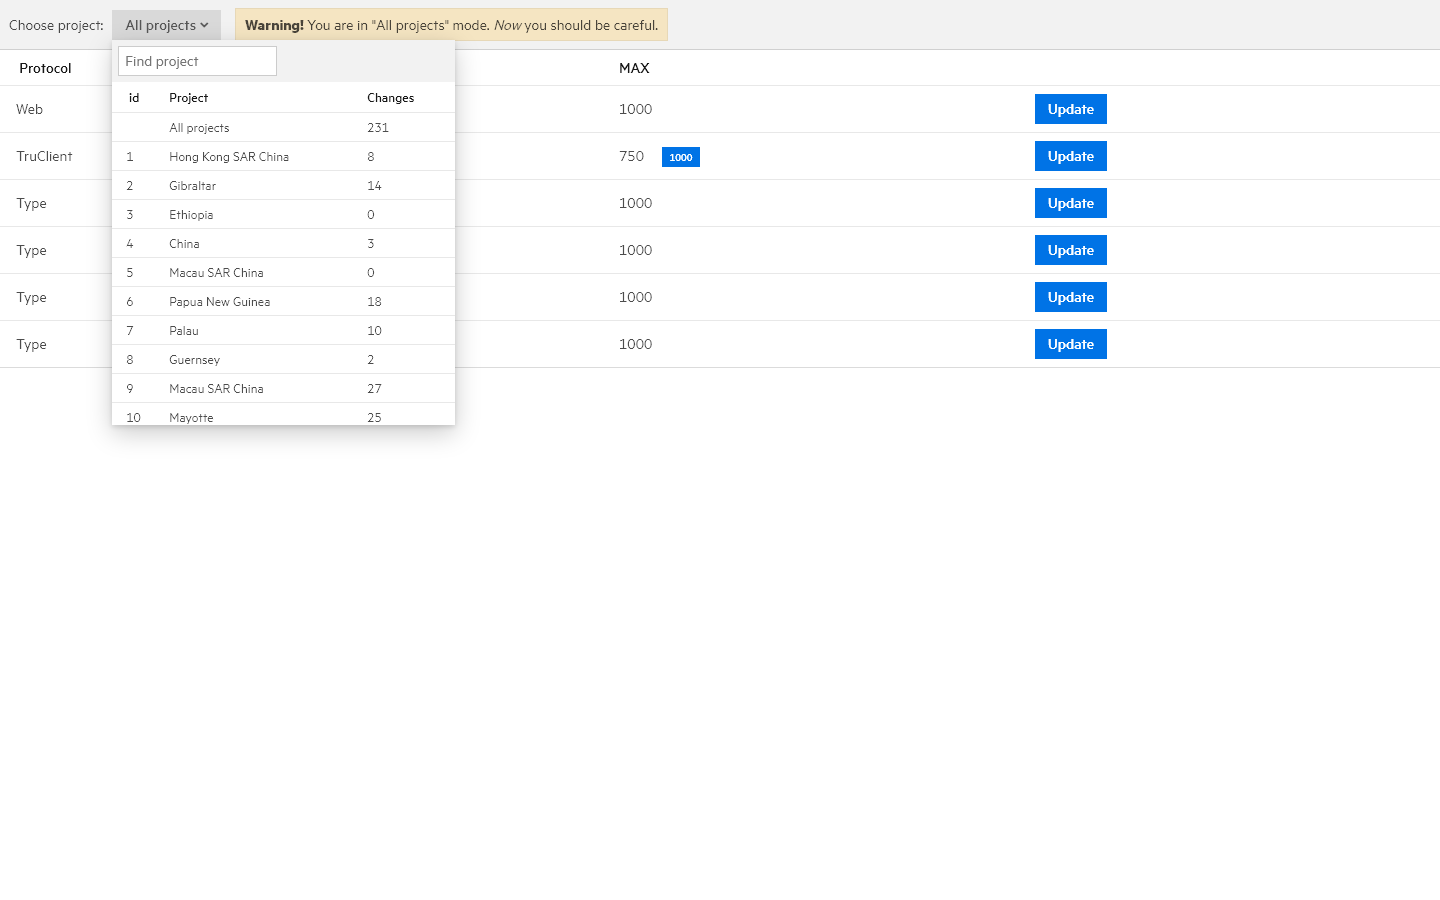 Choose project: All projects Warning! You are in "All projects" mode. Now you should be careful.
Find project
Protocol MAX
id Project Changes
Web 1000 Update
All projects 231
TruClient 750 1000 Update
1 Hong Kong SAR China 8
2 Gibraltar 14
Type 1000 Update
3 Ethiopia 0
4 China 3
Type 1000 Update
5 Macau SAR China 0
6 Papua New Guinea 18
Type 1000 Update
7 Palau 10
Type 1000 Update
8 Guernsey 2
9 Macau SAR China 27
10 Mayotte 25